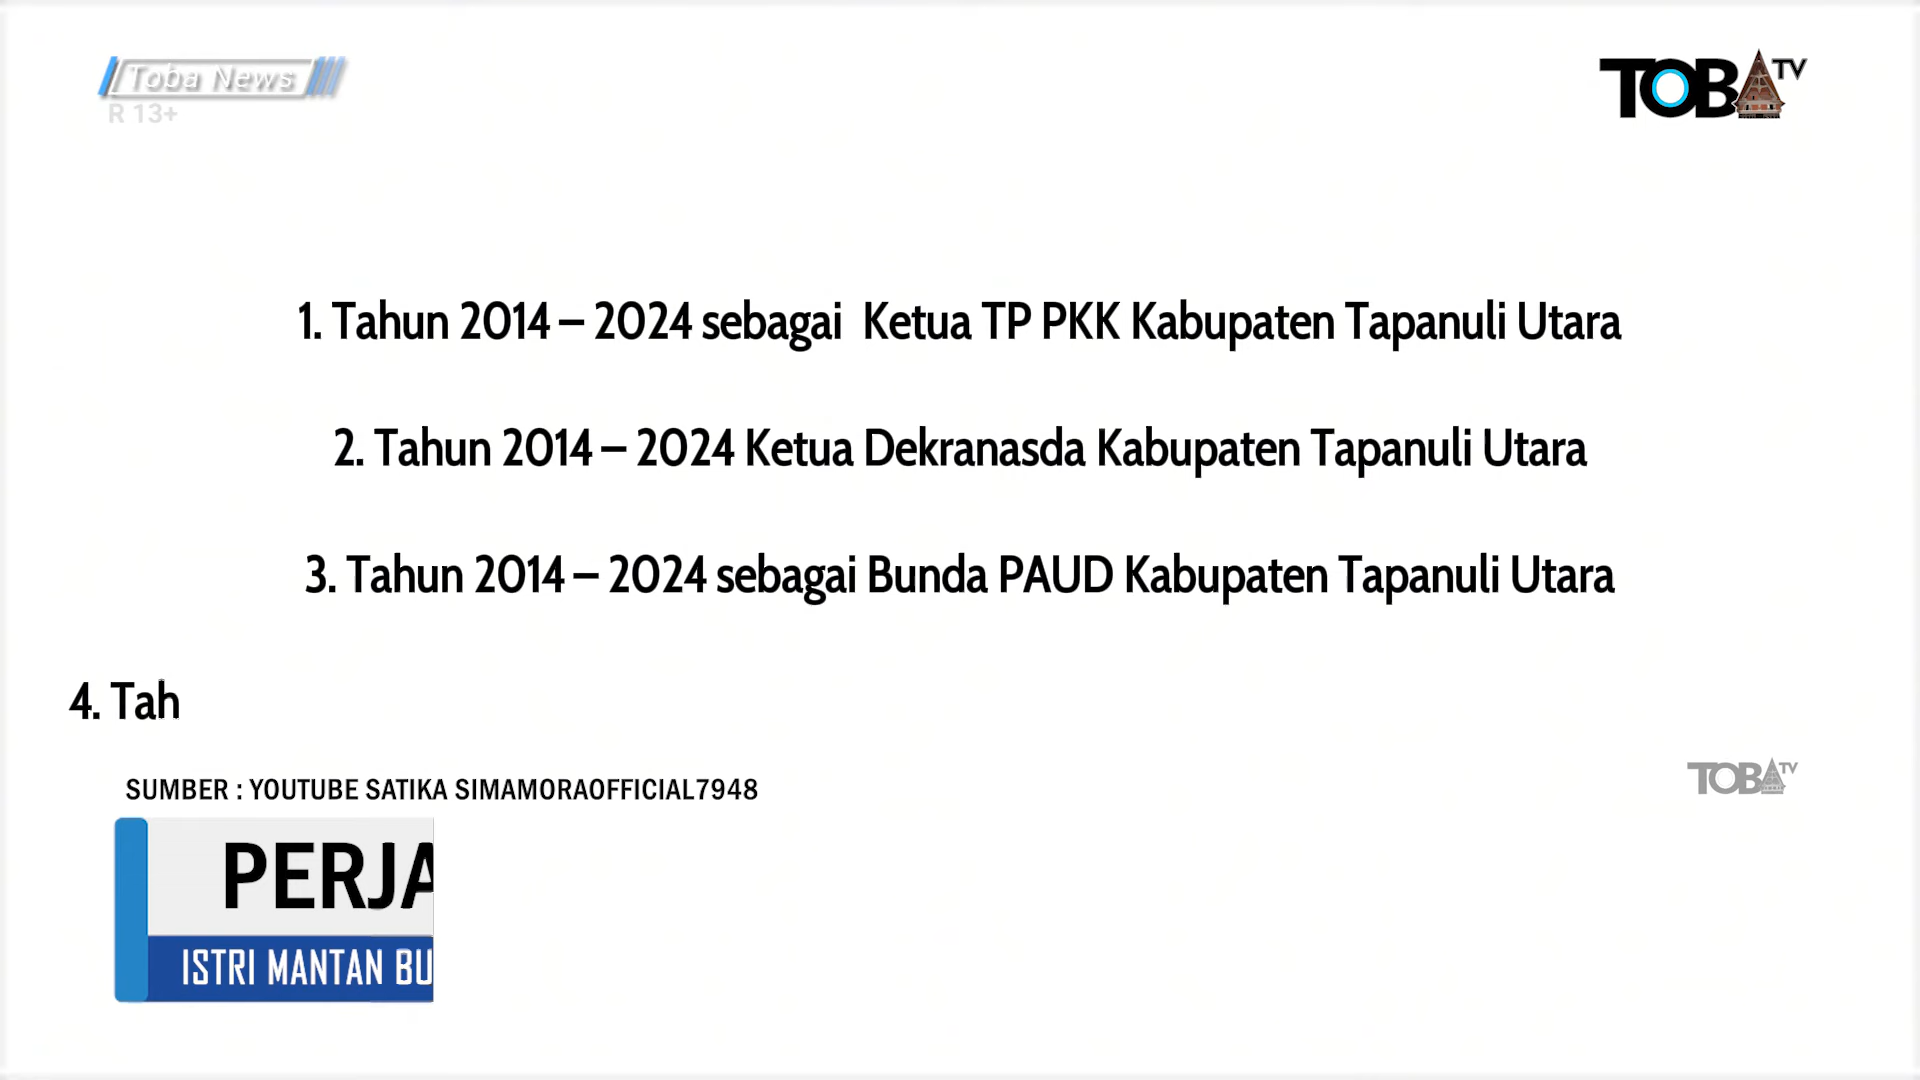 Toba News
R 13+
TOBA TV
1. Tahun 2014 – 2024 sebagai Ketua TP PKK Kabupaten Tapanuli Utara
2. Tahun 2014 – 2024 Ketua Dekranasda Kabupaten Tapanuli Utara
3. Tahun 2014 – 2024 sebagai Bunda PAUD Kabupaten Tapanuli Utara
4. Tah
SUMBER : YOUTUBE SATIKA SIMAMORAOFFICIAL7948
TOBA TV
PERJA
ISTRI MANTAN BU